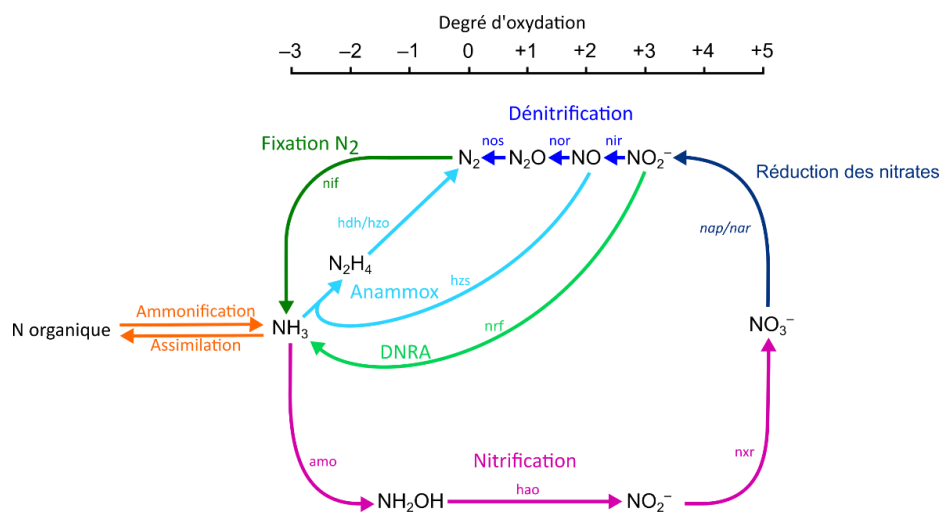 Degré d'oxydation
–3 –2 –1 0 +1 +2 +3 +4 +5
Dénitrification
Fixation N₂
nos nor nir
N₂ N₂O NO NO₂⁻
Réduction des nitrates
nif
hdh/hzo
nap/nar
N₂H₄
Anammox
hzs
Ammonification
N organique
NH₃
nrf
NO₃⁻
Assimilation
DNRA
amo
Nitrification
nxr
hao
NH₂OH
NO₂⁻